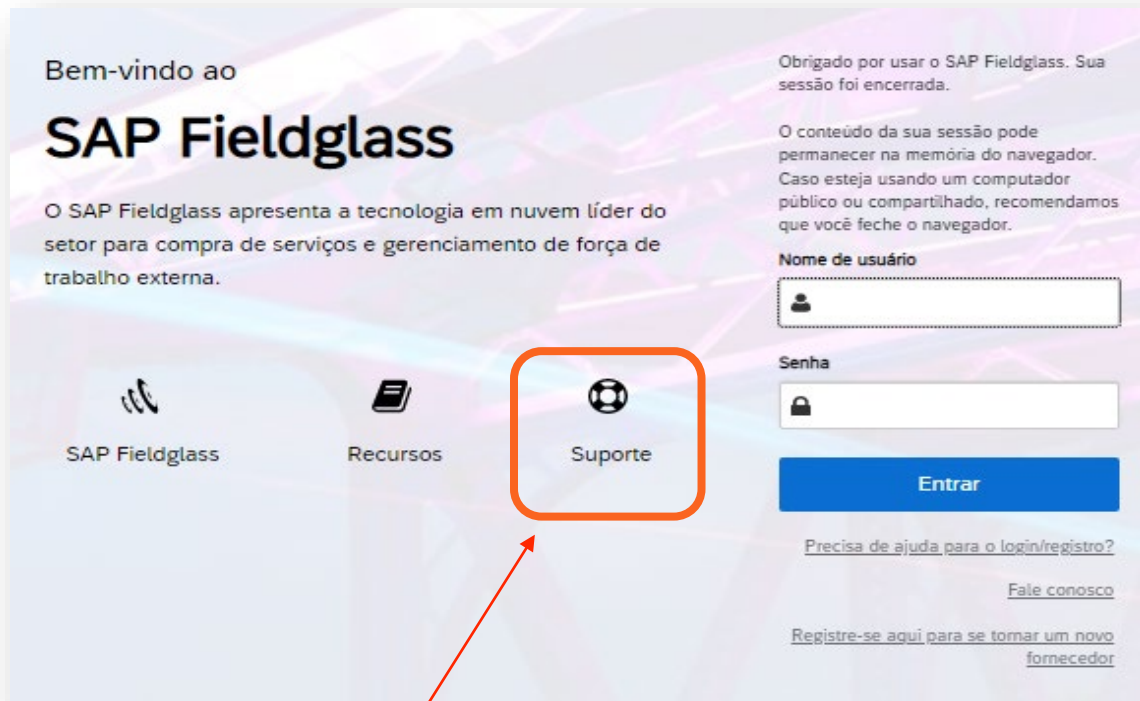 Bem-vindo ao
SAP Fieldglass
O SAP Fieldglass apresenta a tecnologia em nuvem líder do
setor para compra de serviços e gerenciamento de força de
trabalho externa.
SAP Fieldglass
Recursos
Suporte
Obrigado por usar o SAP Fieldglass. Sua
sessão foi encerrada.
O conteúdo da sua sessão pode
permanecer na memória do navegador.
Caso esteja usando um computador
público ou compartilhado, recomendamos
que você feche o navegador.
Nome de usuário
Senha
Entrar
Precisa de ajuda para o login/registro?
Fale conosco
Registre-se aqui para se tornar um novo
fornecedor